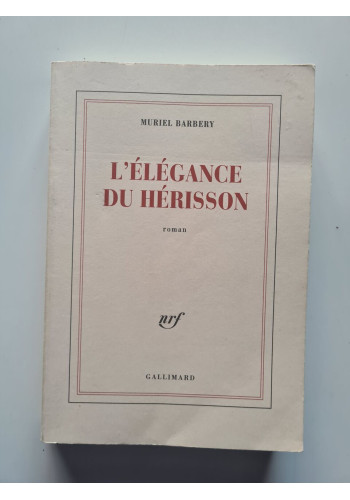 MURIEL BARBERY
L'ÉLÉGANCE
DU HÉRISSON
roman
nrf
GALLIMARD